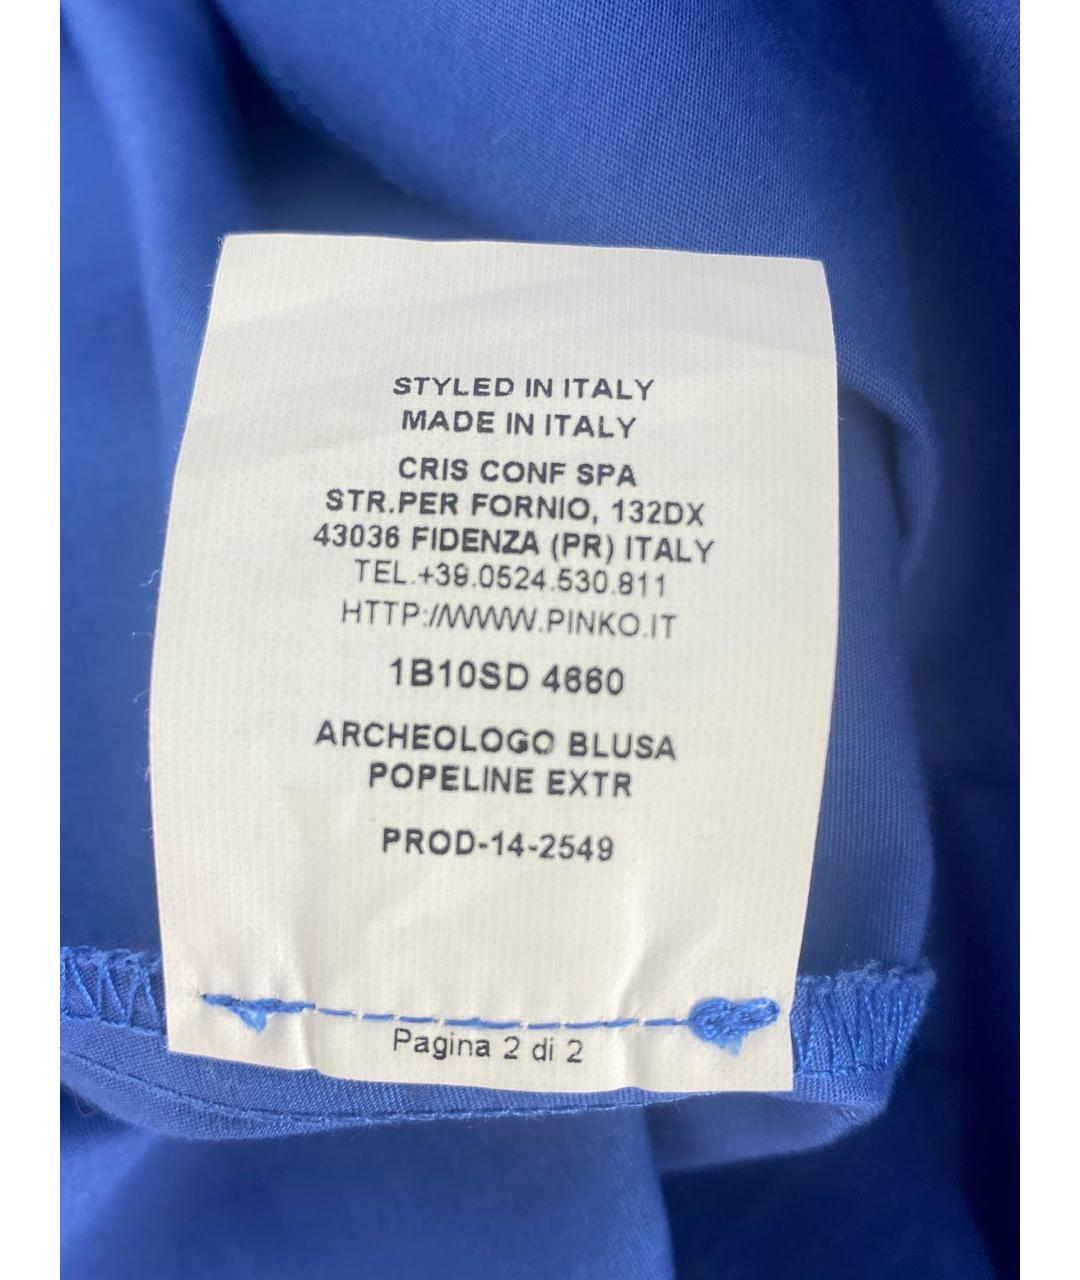 STYLED IN ITALY
MADE IN ITALY
CRIS CONF SPA
STR.PER FORNIO, 132DX
43036 FIDENZA (PR) ITALY
TEL.+39.0524.530.811
HTTP://WWW.PINKO.IT
1B10SD 4660
ARCHEOLOGO BLUSA
POPELINE EXTR
PROD-14-2549
Pagina 2 di 2